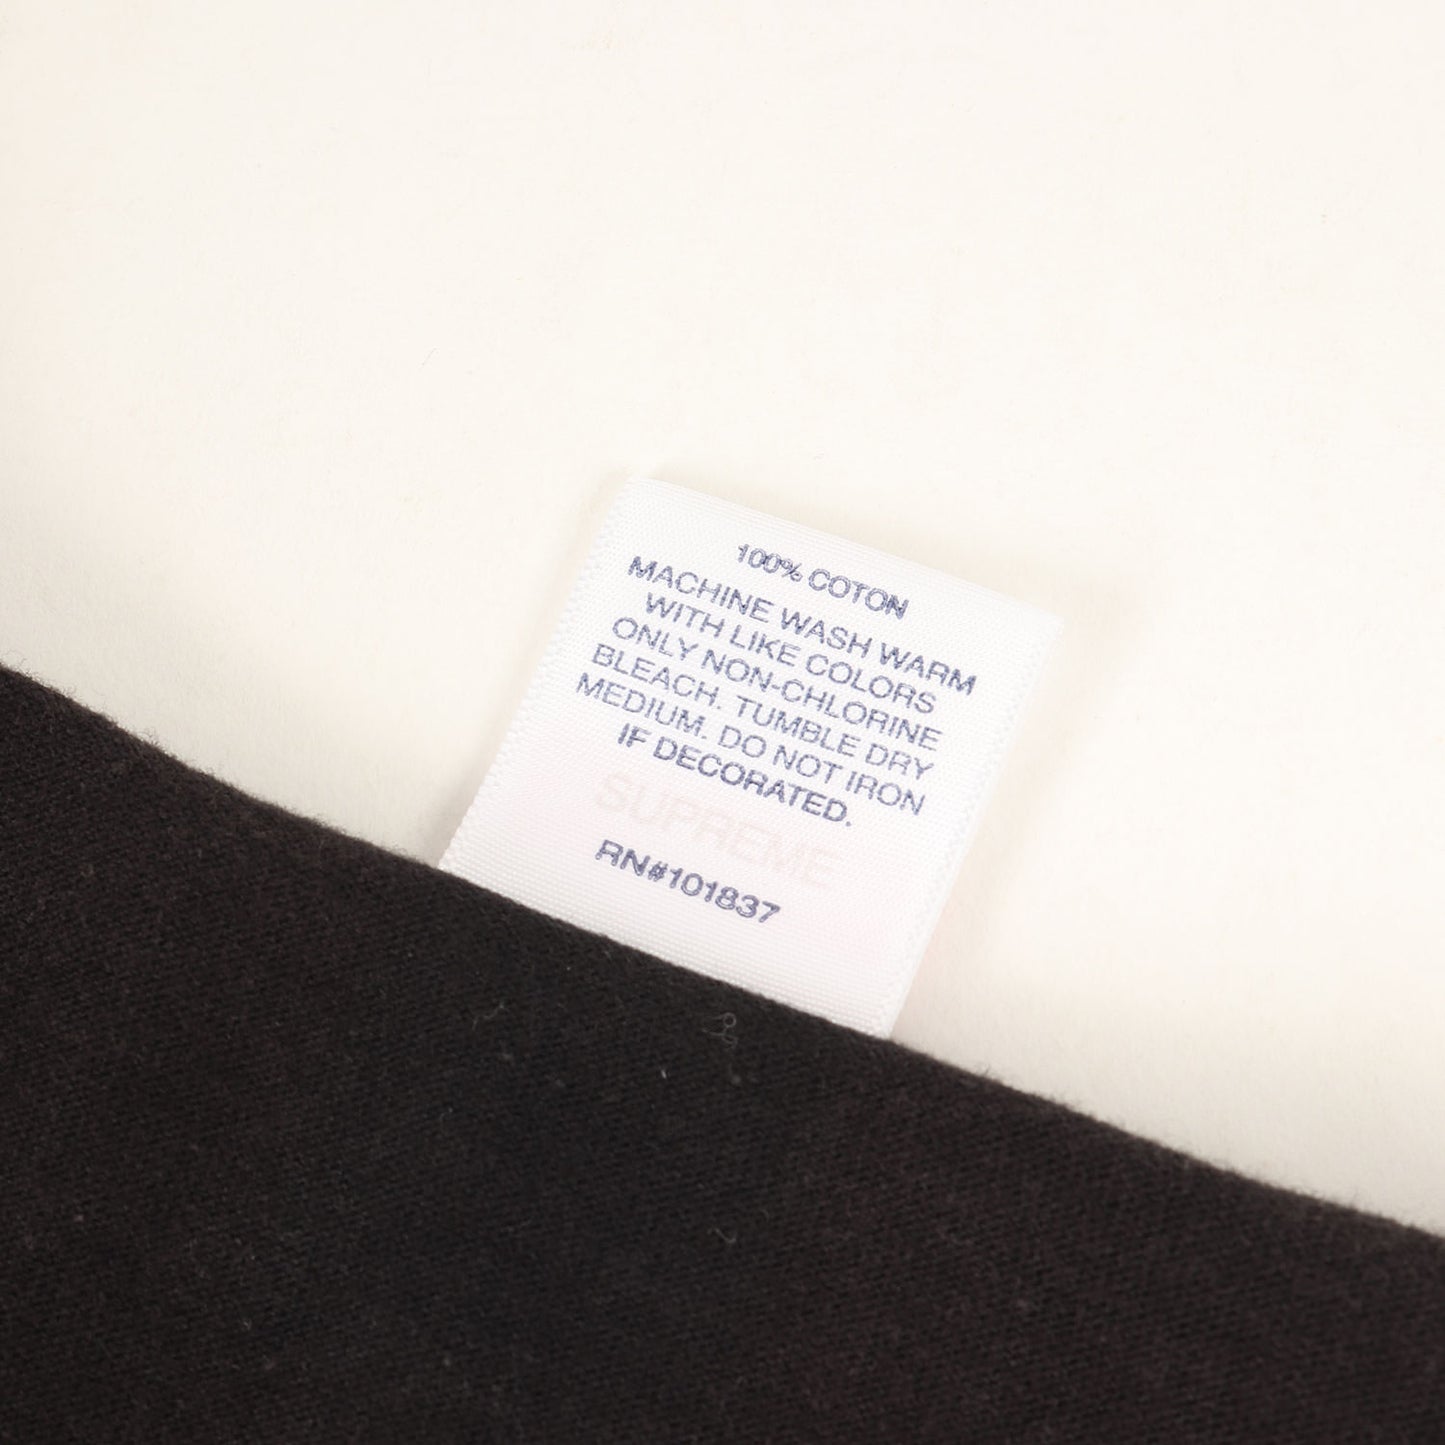 100% COTON
MACHINE WASH WARM
WITH LIKE COLORS
ONLY NON-CHLORINE
BLEACH. TUMBLE DRY
MEDIUM. DO NOT IRON
IF DECORATED.
SUPREME
RN#101837